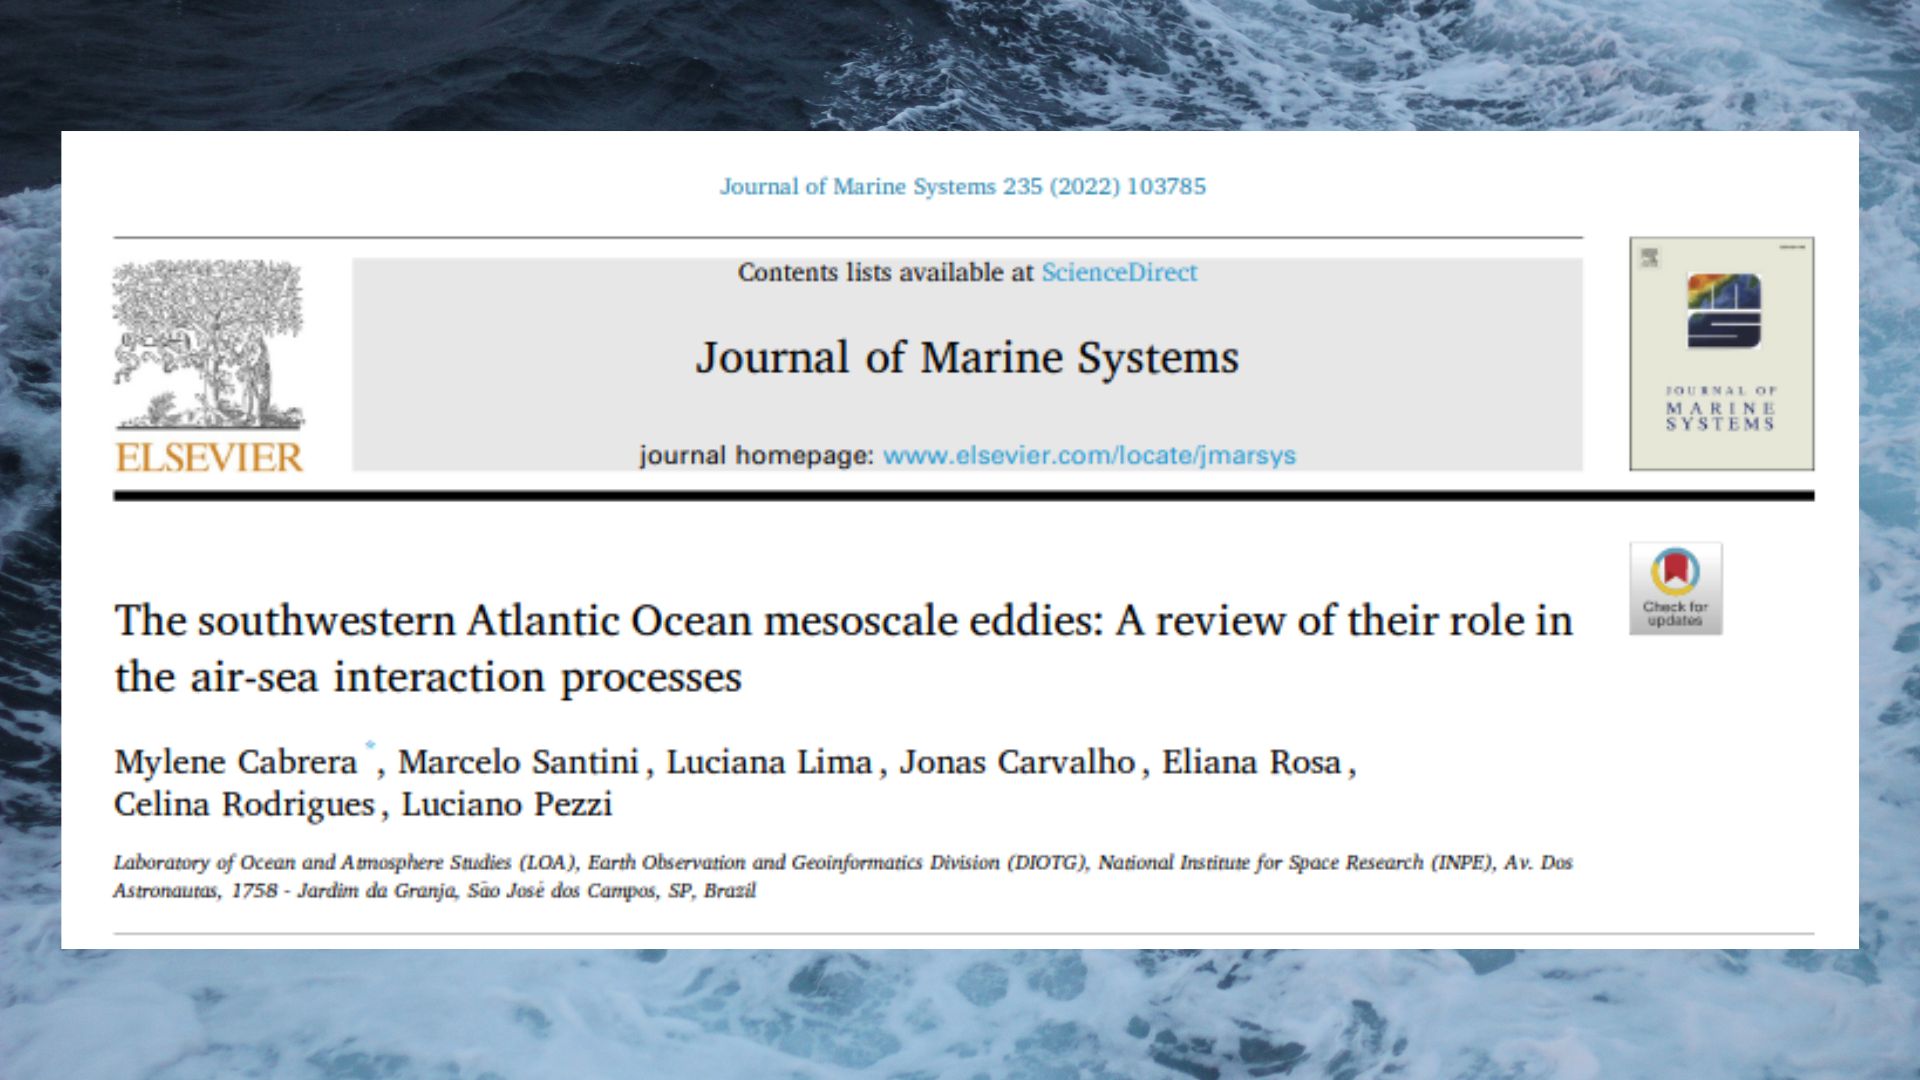 Journal of Marine Systems 235 (2022) 103785
Contents lists available at ScienceDirect
Journal of Marine Systems
journal homepage: www.elsevier.com/locate/jmarsys
ELSEVIER
JOURNAL OF
MARINE
SYSTEMS
Check for
updates
The southwestern Atlantic Ocean mesoscale eddies: A review of their role in
the air-sea interaction processes
Mylene Cabrera*, Marcelo Santini, Luciana Lima, Jonas Carvalho, Eliana Rosa,
Celina Rodrigues, Luciano Pezzi
Laboratory of Ocean and Atmosphere Studies (LOA), Earth Observation and Geoinformatics Division (DIOTG), National Institute for Space Research (INPE), Av. Dos
Astronautas, 1758 - Jardim da Granja, São José dos Campos, SP, Brazil